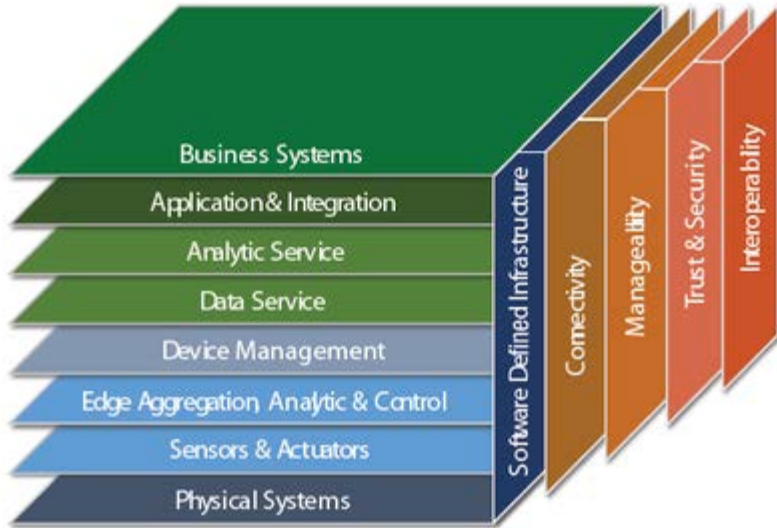 Business Systems
Application & Integration
Analytic Service
Data Service
Device Management
Edge Aggregation, Analytic & Control
Sensors & Actuators
Physical Systems
Software Defined Infrastructure
Connectivity
Manageability
Trust & Security
Interoperability